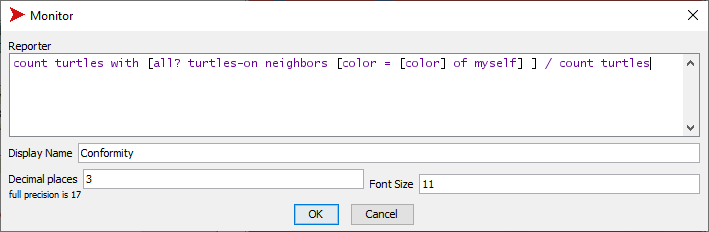 Monitor
Reporter
count turtles with [all? turtles-on neighbors [color = [color] of myself] ] / count turtles
Display Name Conformity
Decimal places 3 Font Size 11
full precision is 17
OK Cancel